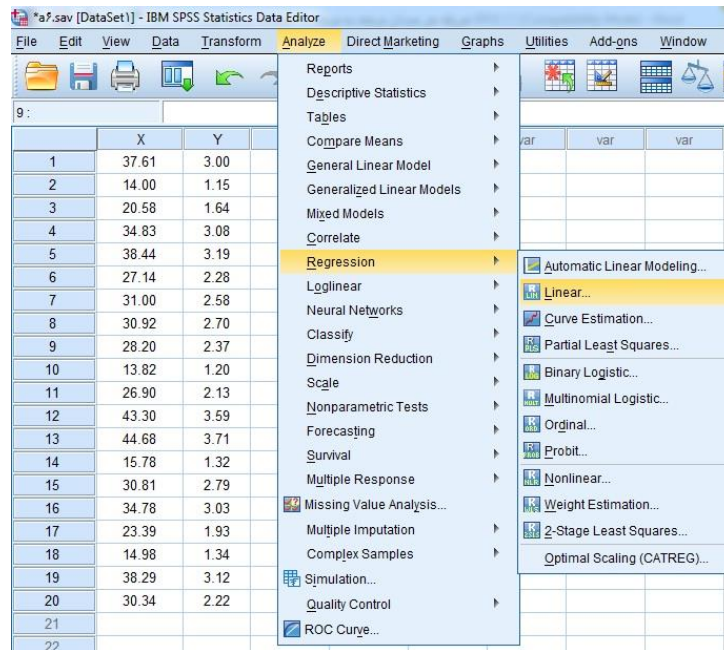 *a۶.sav [DataSet1] - IBM SPSS Statistics Data Editor
File Edit View Data Transform Analyze Direct Marketing Graphs Utilities Add-ons Window
9 :
X Y var var var
1 37.61 3.00
2 14.00 1.15
3 20.58 1.64
4 34.83 3.08
5 38.44 3.19
6 27.14 2.28
7 31.00 2.58
8 30.92 2.70
9 28.20 2.37
10 13.82 1.20
11 26.90 2.13
12 43.30 3.59
13 44.68 3.71
14 15.78 1.32
15 30.81 2.79
16 34.78 3.03
17 23.39 1.93
18 14.98 1.34
19 38.29 3.12
20 30.34 2.22
21
22
Reports
Descriptive Statistics
Tables
Compare Means
General Linear Model
Generalized Linear Models
Mixed Models
Correlate
Regression
Loglinear
Neural Networks
Classify
Dimension Reduction
Scale
Nonparametric Tests
Forecasting
Survival
Multiple Response
Missing Value Analysis...
Multiple Imputation
Complex Samples
Simulation...
Quality Control
ROC Curve...
Automatic Linear Modeling...
Linear...
Curve Estimation...
Partial Least Squares...
Binary Logistic...
Multinomial Logistic...
Ordinal...
Probit...
Nonlinear...
Weight Estimation...
2-Stage Least Squares...
Optimal Scaling (CATREG)...